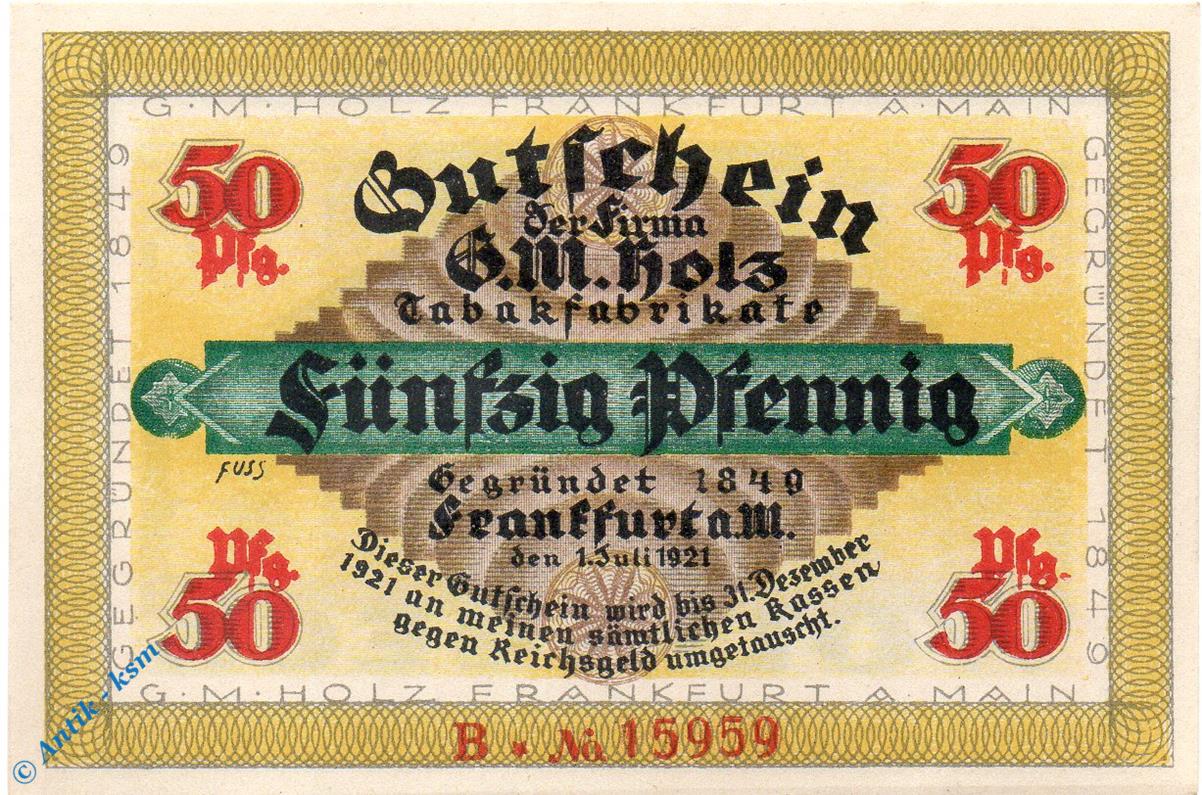 G·M·HOLZ FRANKFURT A·MAIN
GEGRÜNDET 1849
GEGRÜNDET 1849
50
Pfg.
50
Pfg.
Gutschein
der Firma
G.M.Holz
Tabakfabrikate
Fünfzig Pfennig
FUSS
Gegründet 1849
Frankfurt a.M.
den 1. Juli 1921
Dieser Gutschein wird bis 31. Dezember
1921 an meinen sämtlichen Kassen
gegen Reichsgeld umgetauscht.
Pfg.
50
Pfg.
50
G·M·HOLZ FRANKFURT A·MAIN
B * No. 15959
© Antik - ksm